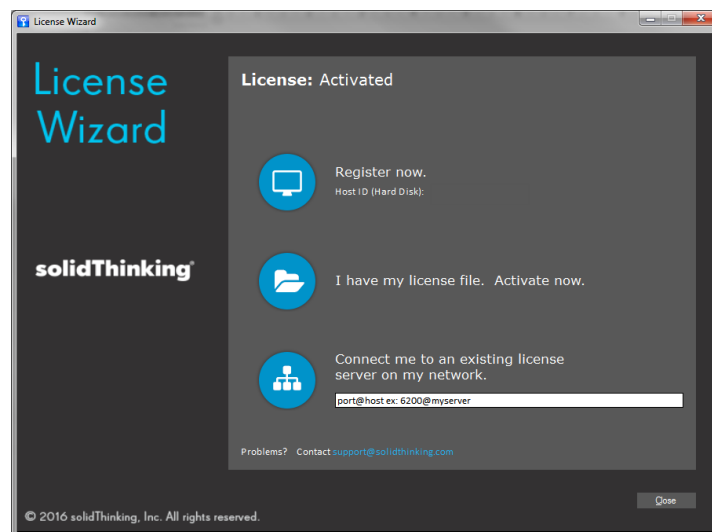 License Wizard
License
Wizard
solidThinking®
License: Activated
Register now.
Host ID (Hard Disk):
I have my license file. Activate now.
Connect me to an existing license
server on my network.
port@host ex: 6200@myserver
Problems? Contact support@solidthinking.com
Close
© 2016 solidThinking, Inc. All rights reserved.